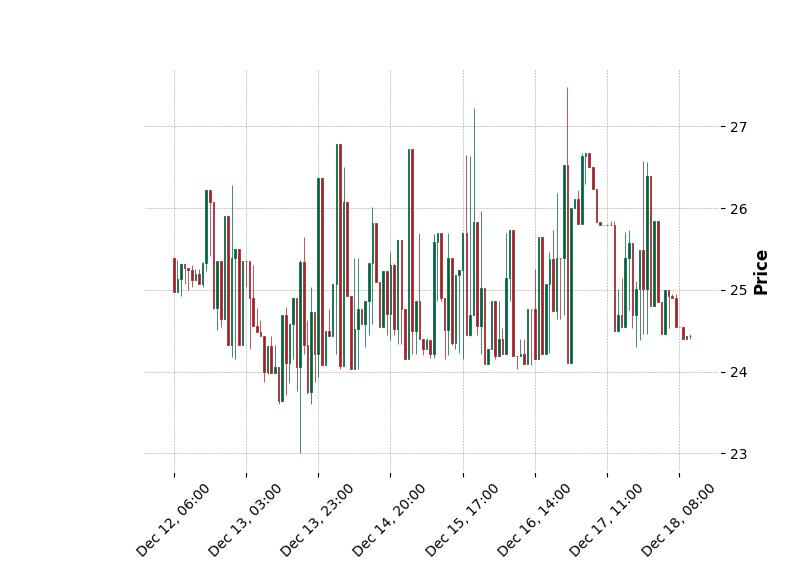 27
26
25
24
23
Price
Dec 12, 06:00
Dec 13, 03:00
Dec 13, 23:00
Dec 14, 20:00
Dec 15, 17:00
Dec 16, 14:00
Dec 17, 11:00
Dec 18, 08:00